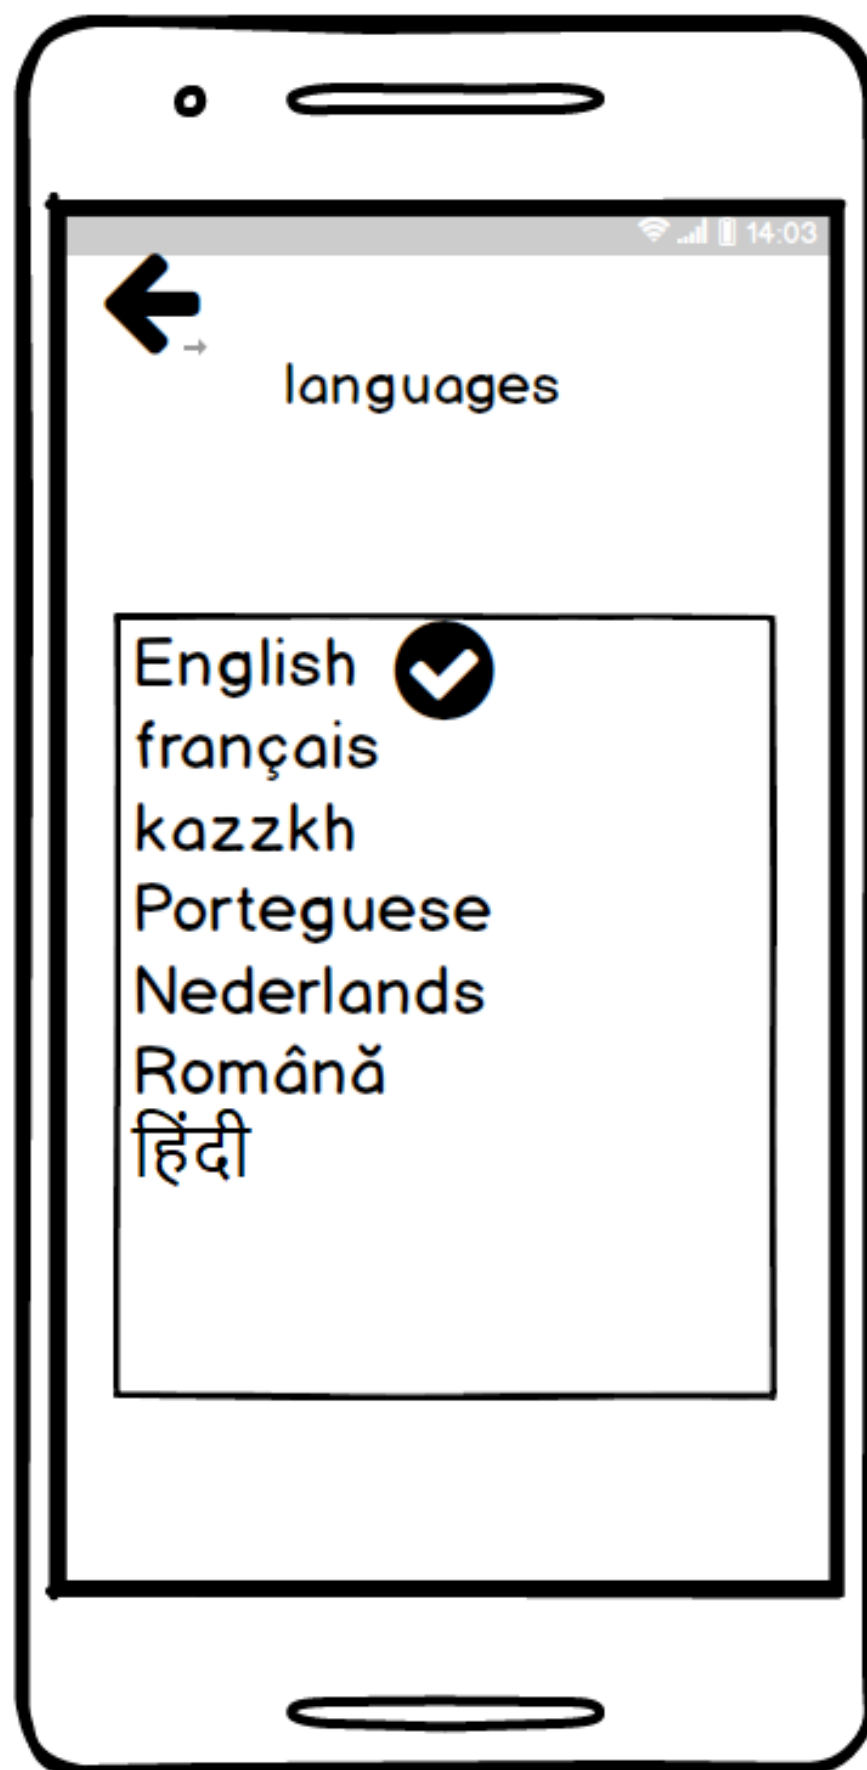 14:03
languages
English
français
kazzkh
Porteguese
Nederlands
Română
हिंदी